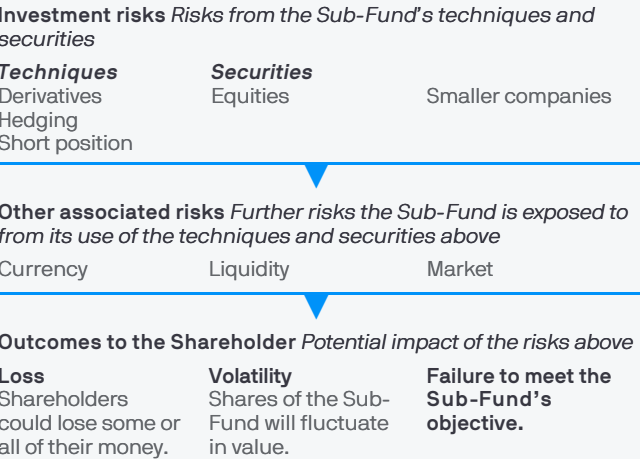 Investment risks Risks from the Sub-Fund's techniques and
securities
Techniques Securities
Derivatives Equities Smaller companies
Hedging
Short position
Other associated risks Further risks the Sub-Fund is exposed to
from its use of the techniques and securities above
Currency Liquidity Market
Outcomes to the Shareholder Potential impact of the risks above
Loss Volatility Failure to meet the
Shareholders Shares of the Sub- Sub-Fund's
could lose some or Fund will fluctuate objective.
all of their money. in value.